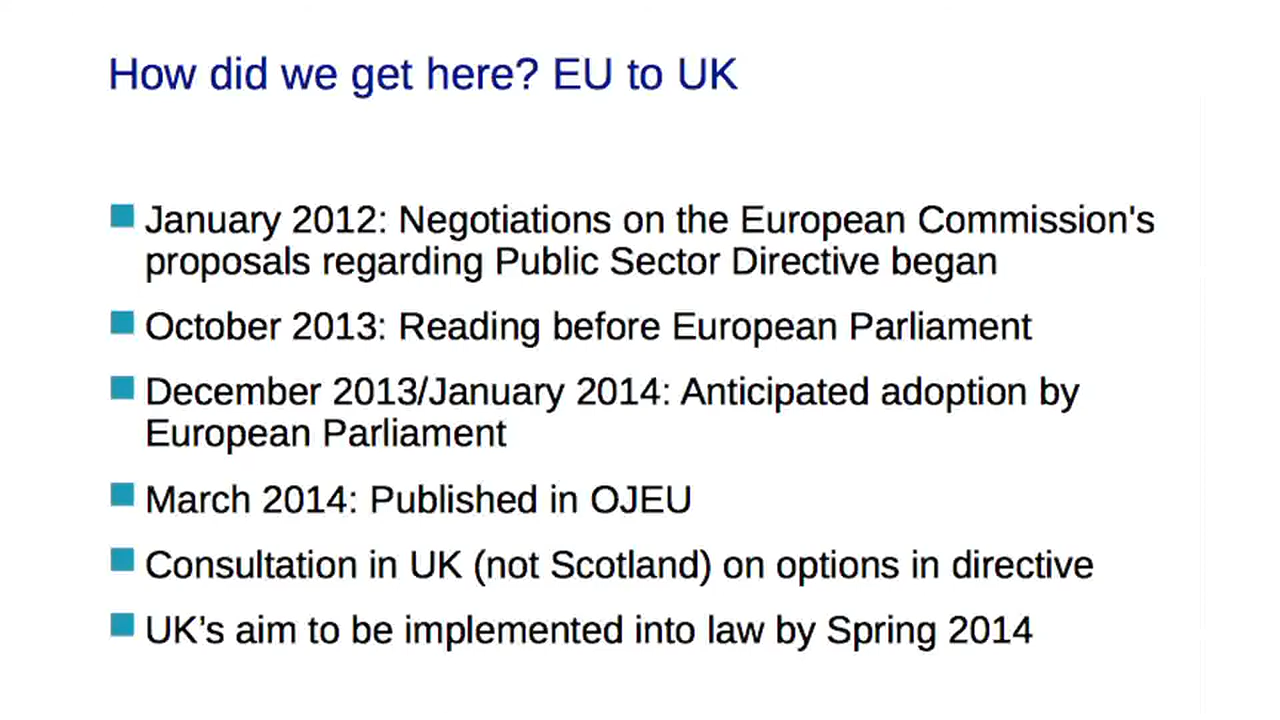 How did we get here? EU to UK
January 2012: Negotiations on the European Commission's
proposals regarding Public Sector Directive began
October 2013: Reading before European Parliament
December 2013/January 2014: Anticipated adoption by
European Parliament
March 2014: Published in OJEU
Consultation in UK (not Scotland) on options in directive
UK’s aim to be implemented into law by Spring 2014